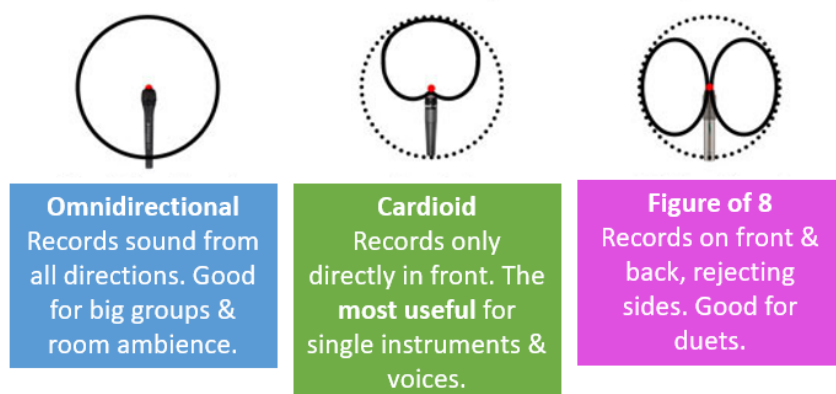 Omnidirectional
Records sound from
all directions. Good
for big groups &
room ambience.
Cardioid
Records only
directly in front. The
most useful for
single instruments &
voices.
Figure of 8
Records on front &
back, rejecting
sides. Good for
duets.